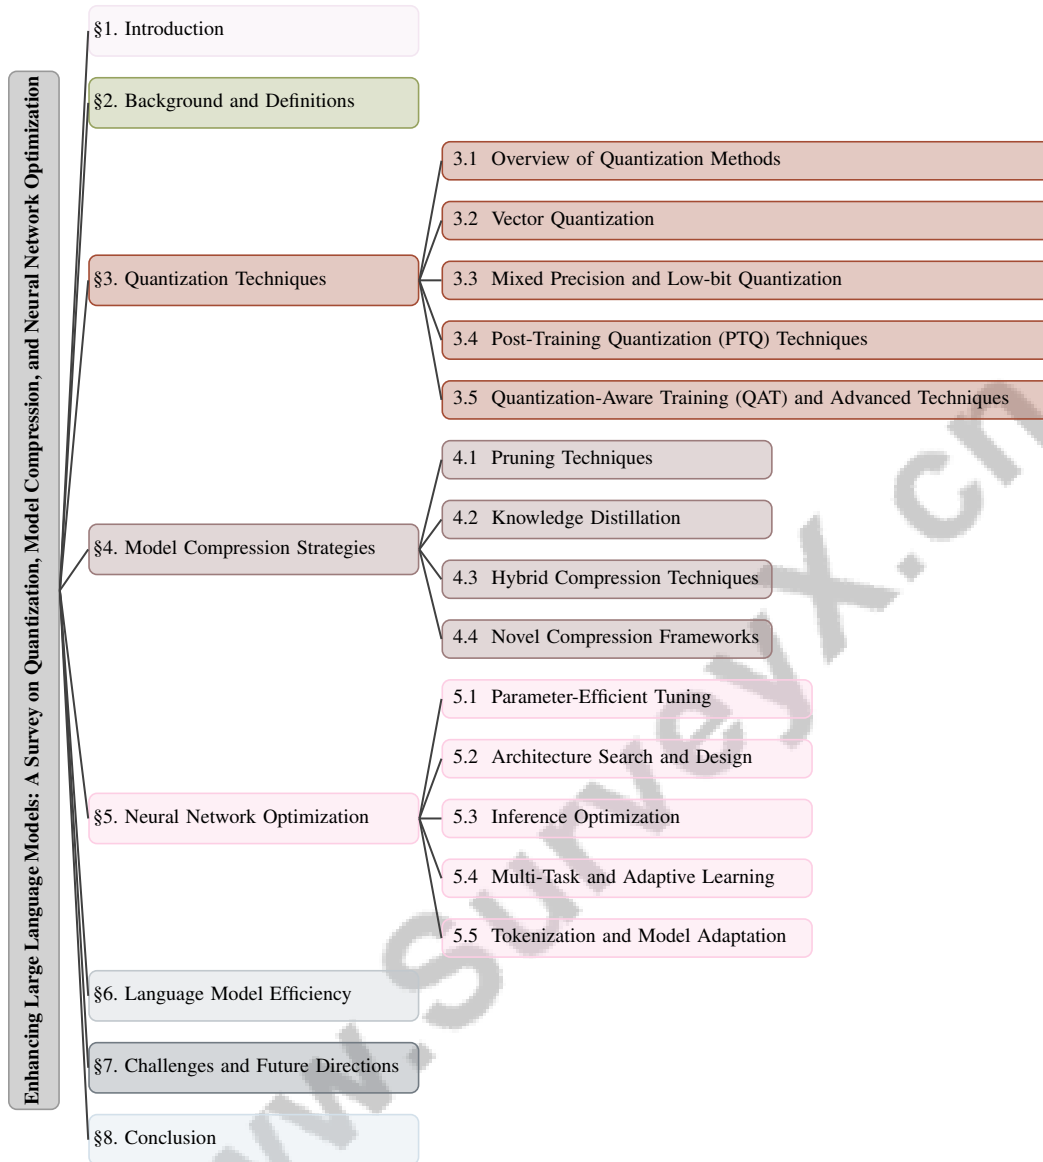 Enhancing Large Language Models: A Survey on Quantization, Model Compression, and Neural Network Optimization
§1. Introduction
§2. Background and Definitions
§3. Quantization Techniques
3.1 Overview of Quantization Methods
3.2 Vector Quantization
3.3 Mixed Precision and Low-bit Quantization
3.4 Post-Training Quantization (PTQ) Techniques
3.5 Quantization-Aware Training (QAT) and Advanced Techniques
§4. Model Compression Strategies
4.1 Pruning Techniques
4.2 Knowledge Distillation
4.3 Hybrid Compression Techniques
4.4 Novel Compression Frameworks
§5. Neural Network Optimization
5.1 Parameter-Efficient Tuning
5.2 Architecture Search and Design
5.3 Inference Optimization
5.4 Multi-Task and Adaptive Learning
5.5 Tokenization and Model Adaptation
§6. Language Model Efficiency
§7. Challenges and Future Directions
§8. Conclusion
www.Surveyx.cn